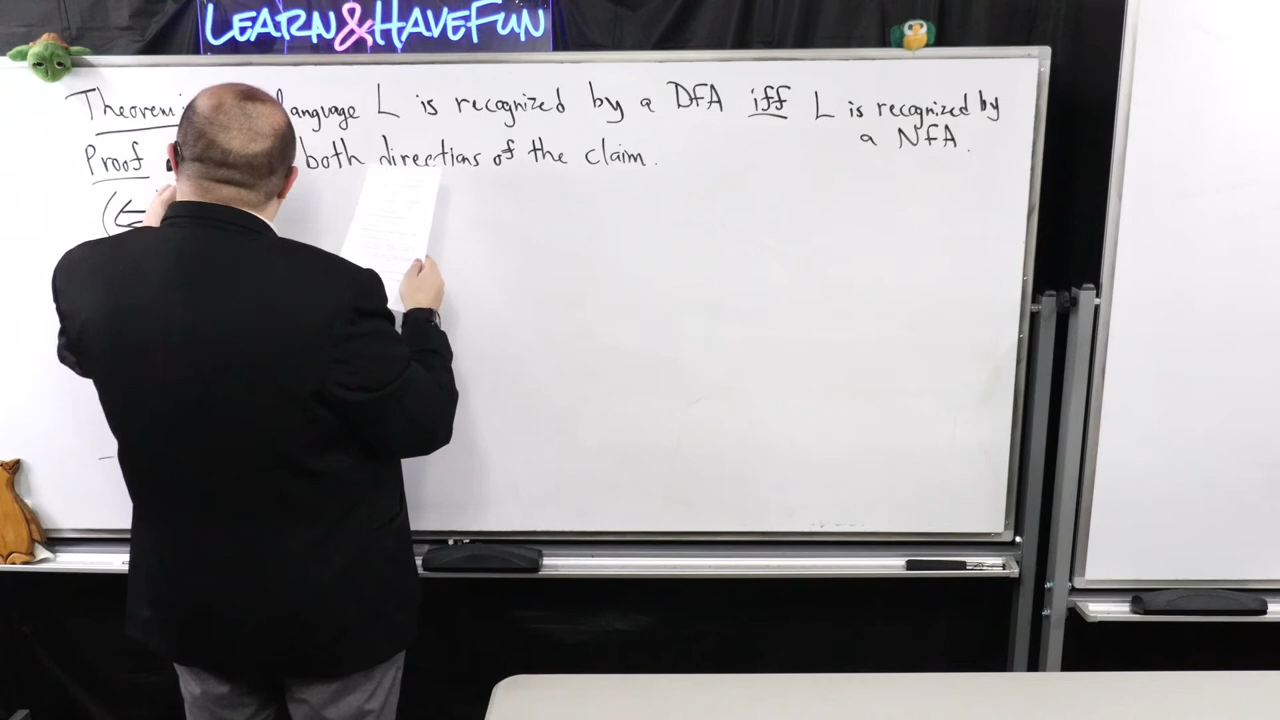 LEARN&HAVEFUN
Theorem language L is recognized by a DFA iff L is recognized by
a NFA.
Proof both directions of the claim.
(⇐